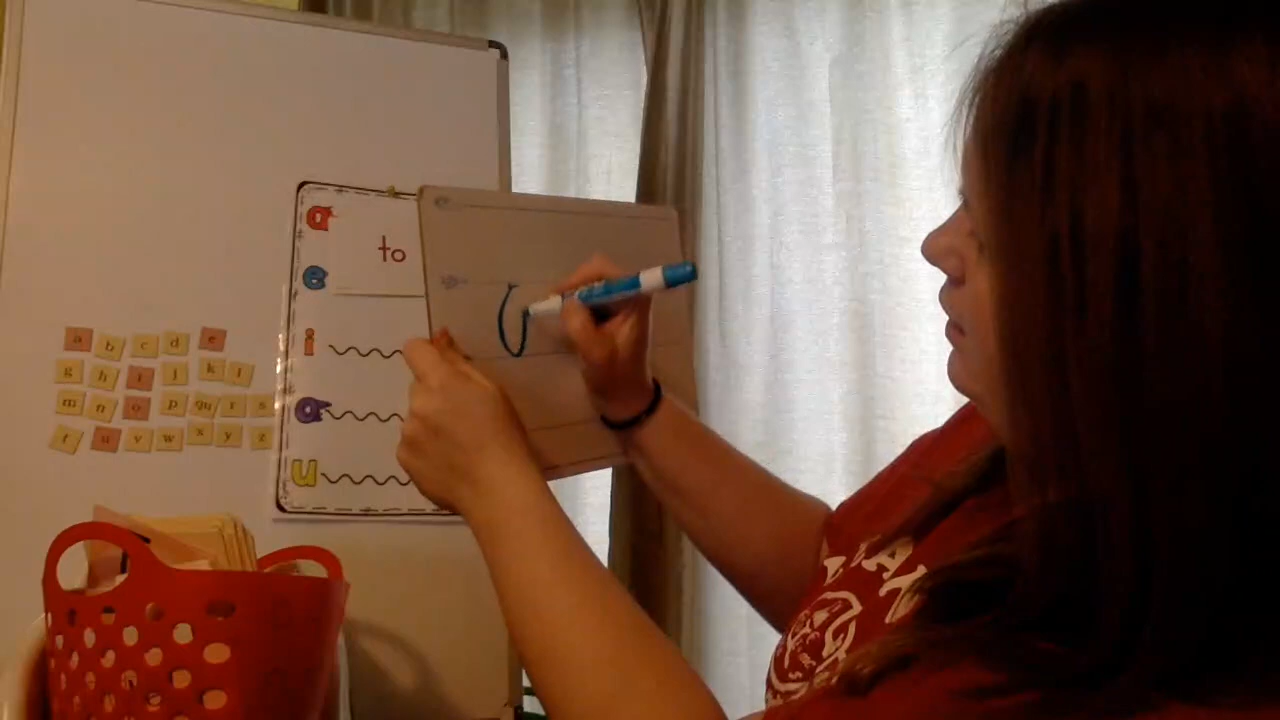 a b c d e
g h i j k l
m n o p qu r s
t u v w x y z
a
to
e
i
o
u